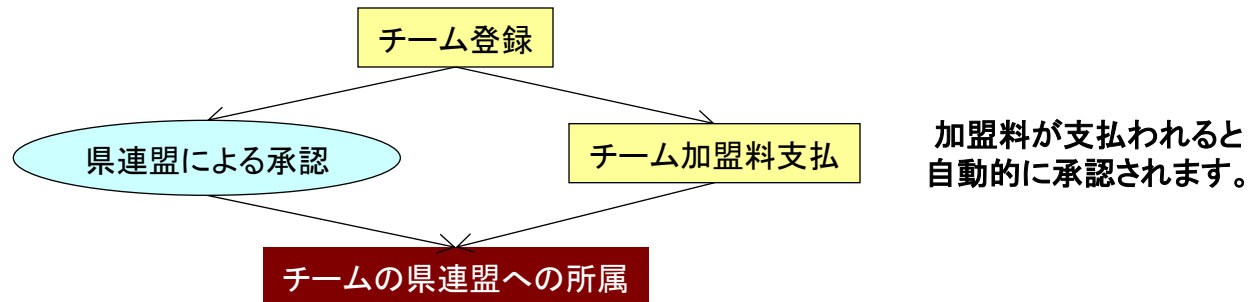 チーム登録
県連盟による承認
チーム加盟料支払
加盟料が支払われると
自動的に承認されます。
チームの県連盟への所属